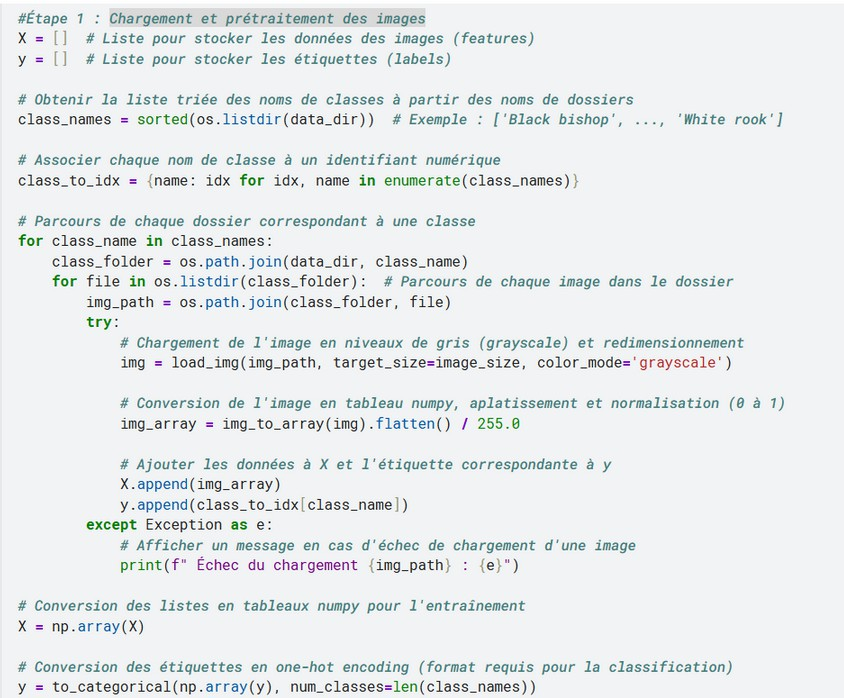 #Étape 1 : Chargement et prétraitement des images
X = []  # Liste pour stocker les données des images (features)
y = []  # Liste pour stocker les étiquettes (labels)

# Obtenir la liste triée des noms de classes à partir des noms de dossiers
class_names = sorted(os.listdir(data_dir))  # Exemple : ['Black bishop', ..., 'White rook']

# Associer chaque nom de classe à un identifiant numérique
class_to_idx = {name: idx for idx, name in enumerate(class_names)}

# Parcours de chaque dossier correspondant à une classe
for class_name in class_names:
    class_folder = os.path.join(data_dir, class_name)
    for file in os.listdir(class_folder):  # Parcours de chaque image dans le dossier
        img_path = os.path.join(class_folder, file)
        try:
            # Chargement de l'image en niveaux de gris (grayscale) et redimensionnement
            img = load_img(img_path, target_size=image_size, color_mode='grayscale')

            # Conversion de l'image en tableau numpy, aplatissement et normalisation (0 à 1)
            img_array = img_to_array(img).flatten() / 255.0

            # Ajouter les données à X et l'étiquette correspondante à y
            X.append(img_array)
            y.append(class_to_idx[class_name])
        except Exception as e:
            # Afficher un message en cas d'échec de chargement d'une image
            print(f" Échec du chargement {img_path} : {e}")

# Conversion des listes en tableaux numpy pour l'entraînement
X = np.array(X)

# Conversion des étiquettes en one-hot encoding (format requis pour la classification)
y = to_categorical(np.array(y), num_classes=len(class_names))